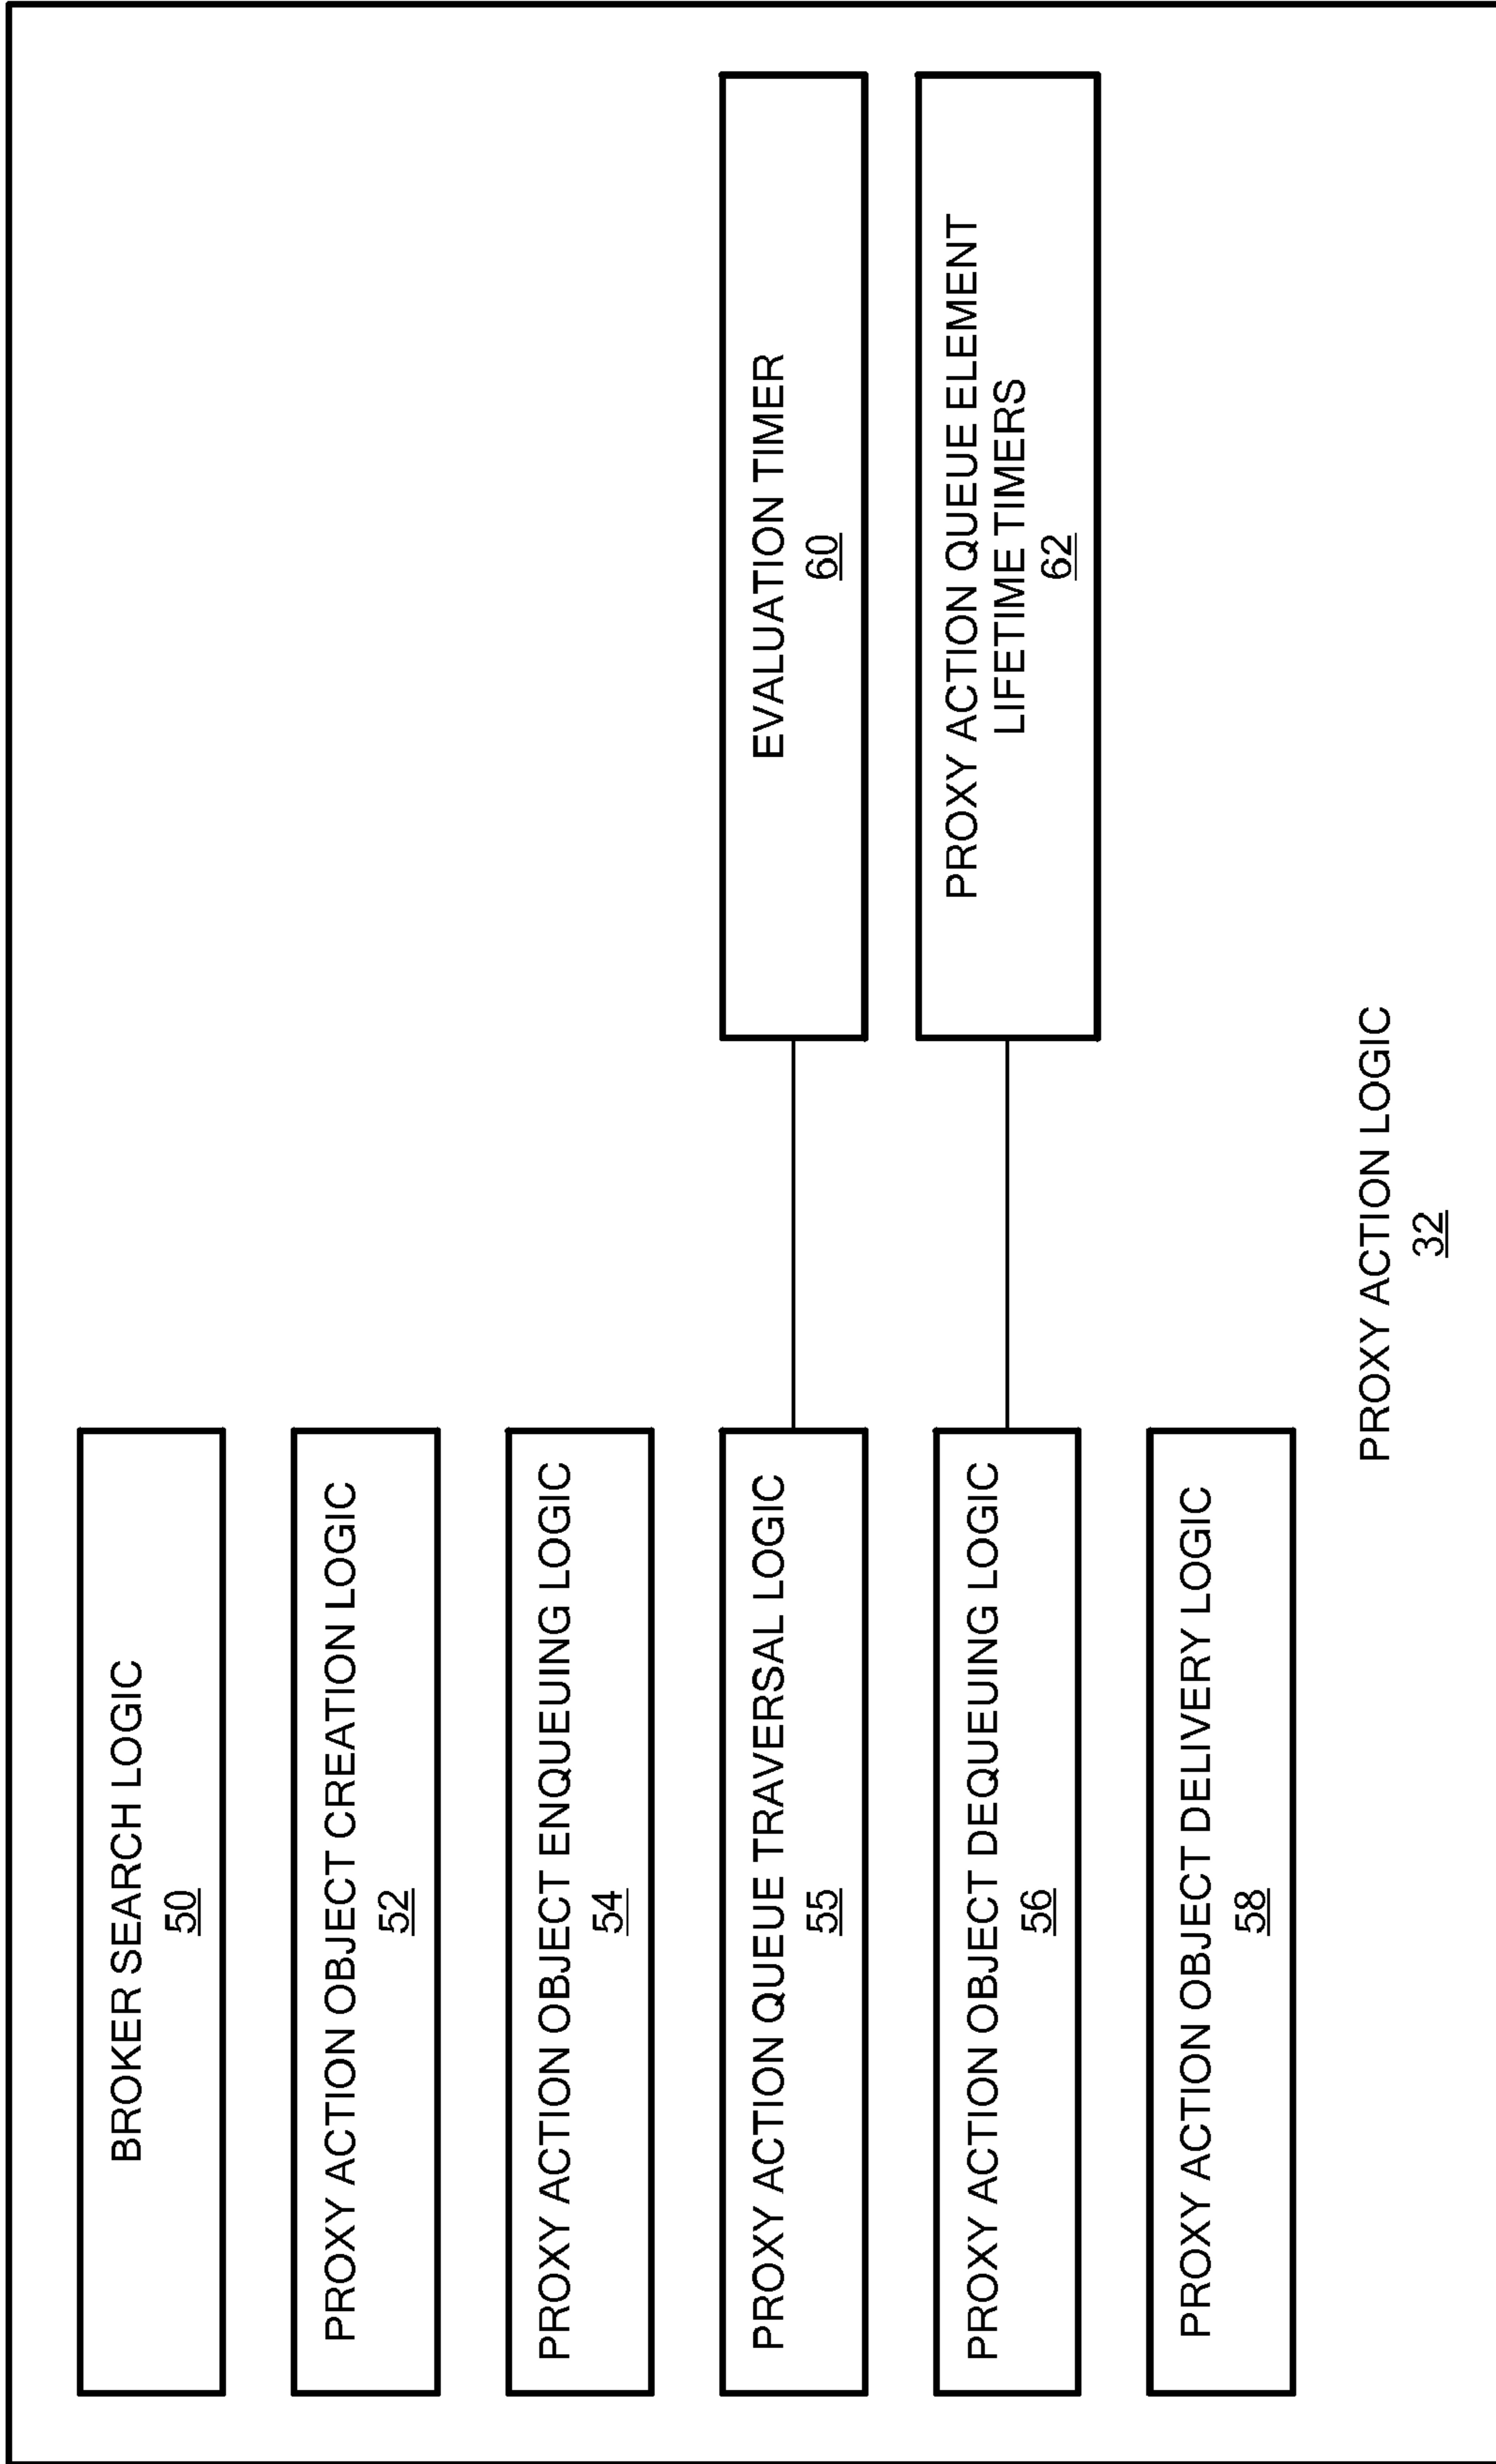 BROKER SEARCH LOGIC
50
PROXY ACTION OBJECT CREATION LOGIC
52
PROXY ACTION OBJECT ENQUEUING LOGIC
54
PROXY ACTION QUEUE TRAVERSAL LOGIC
55
EVALUATION TIMER
60
PROXY ACTION OBJECT DEQUEUING LOGIC
56
PROXY ACTION QUEUE ELEMENT
LIFETIME TIMERS
62
PROXY ACTION OBJECT DELIVERY LOGIC
58
PROXY ACTION LOGIC
32